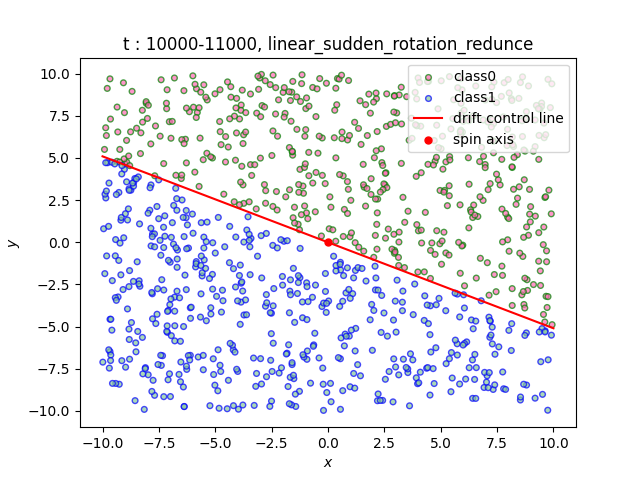 t : 10000-11000, linear_sudden_rotation_redunce
class0
class1
drift control line
spin axis
y
10.0
7.5
5.0
2.5
0.0
−2.5
−5.0
−7.5
−10.0
−10.0 −7.5 −5.0 −2.5 0.0 2.5 5.0 7.5 10.0
x